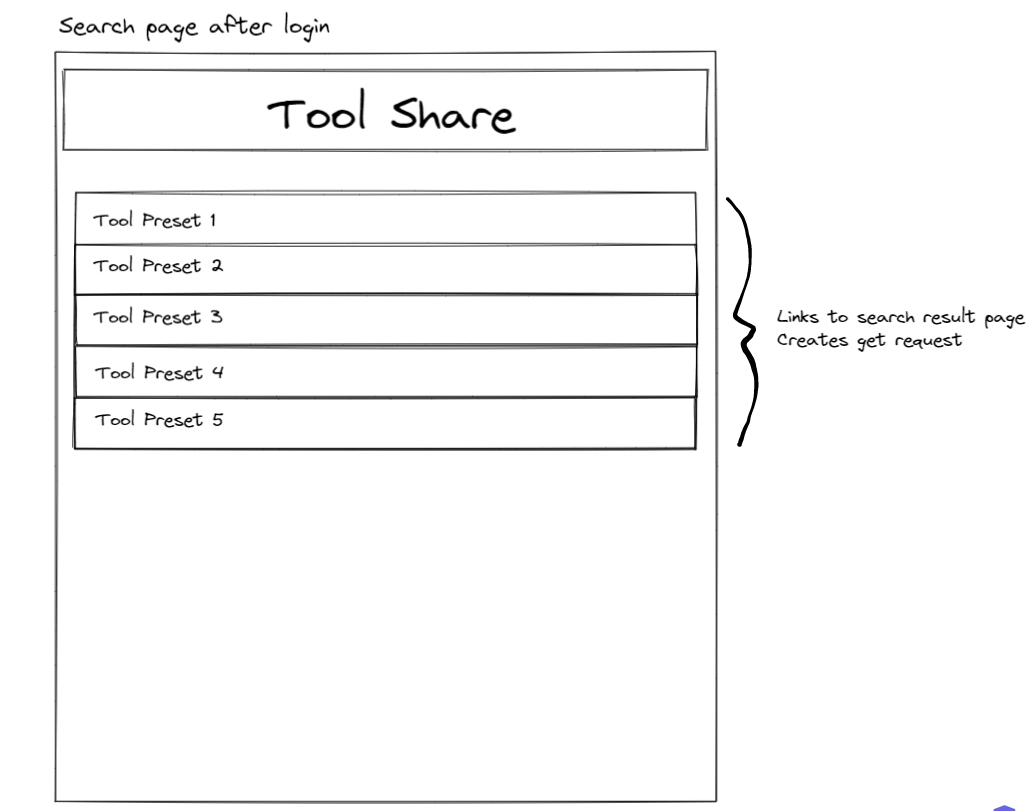 Search page after login
Tool Share
Tool Preset 1
Tool Preset 2
Tool Preset 3
Tool Preset 4
Tool Preset 5
Links to search result page
Creates get request